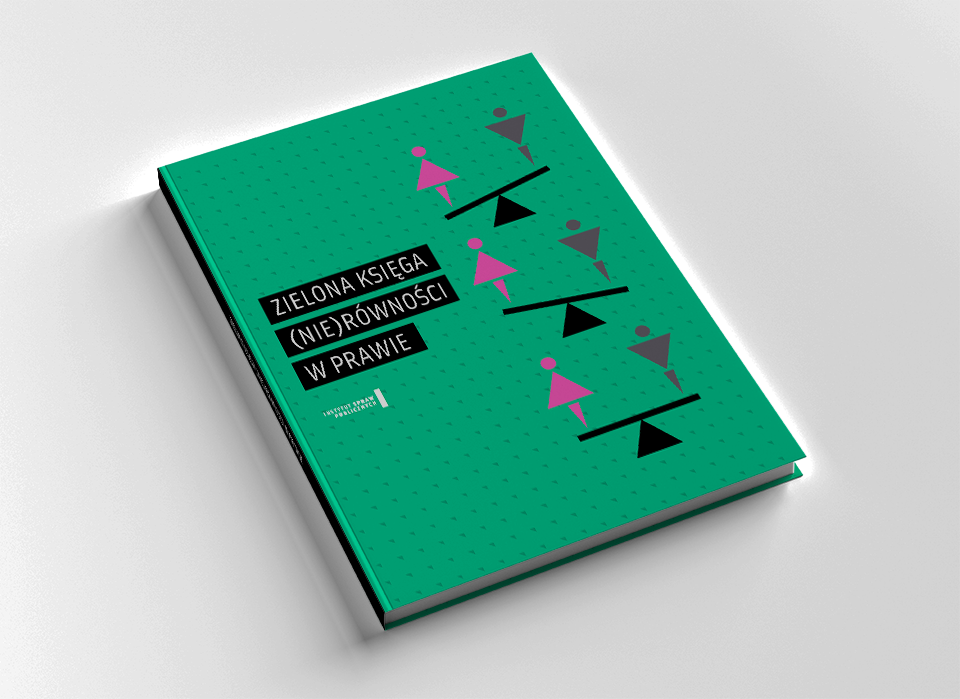 ZIELONA KSIĘGA
(NIE)RÓWNOŚCI
W PRAWIE
INSTYTUT SPRAW
PUBLICZNYCH